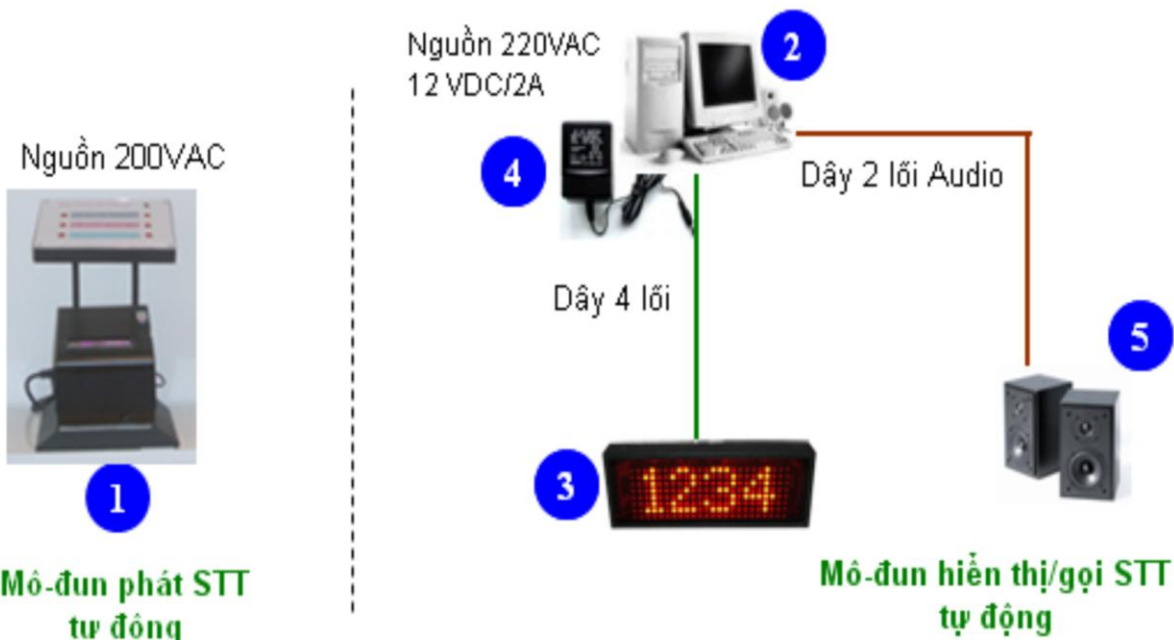 Nguồn 200VAC
1
Mô-đun phát STT
tự động
Nguồn 220VAC
12 VDC/2A
2
4
Dây 2 lõi Audio
Dây 4 lõi
5
3
1234
Mô-đun hiển thị/gọi STT
tự động